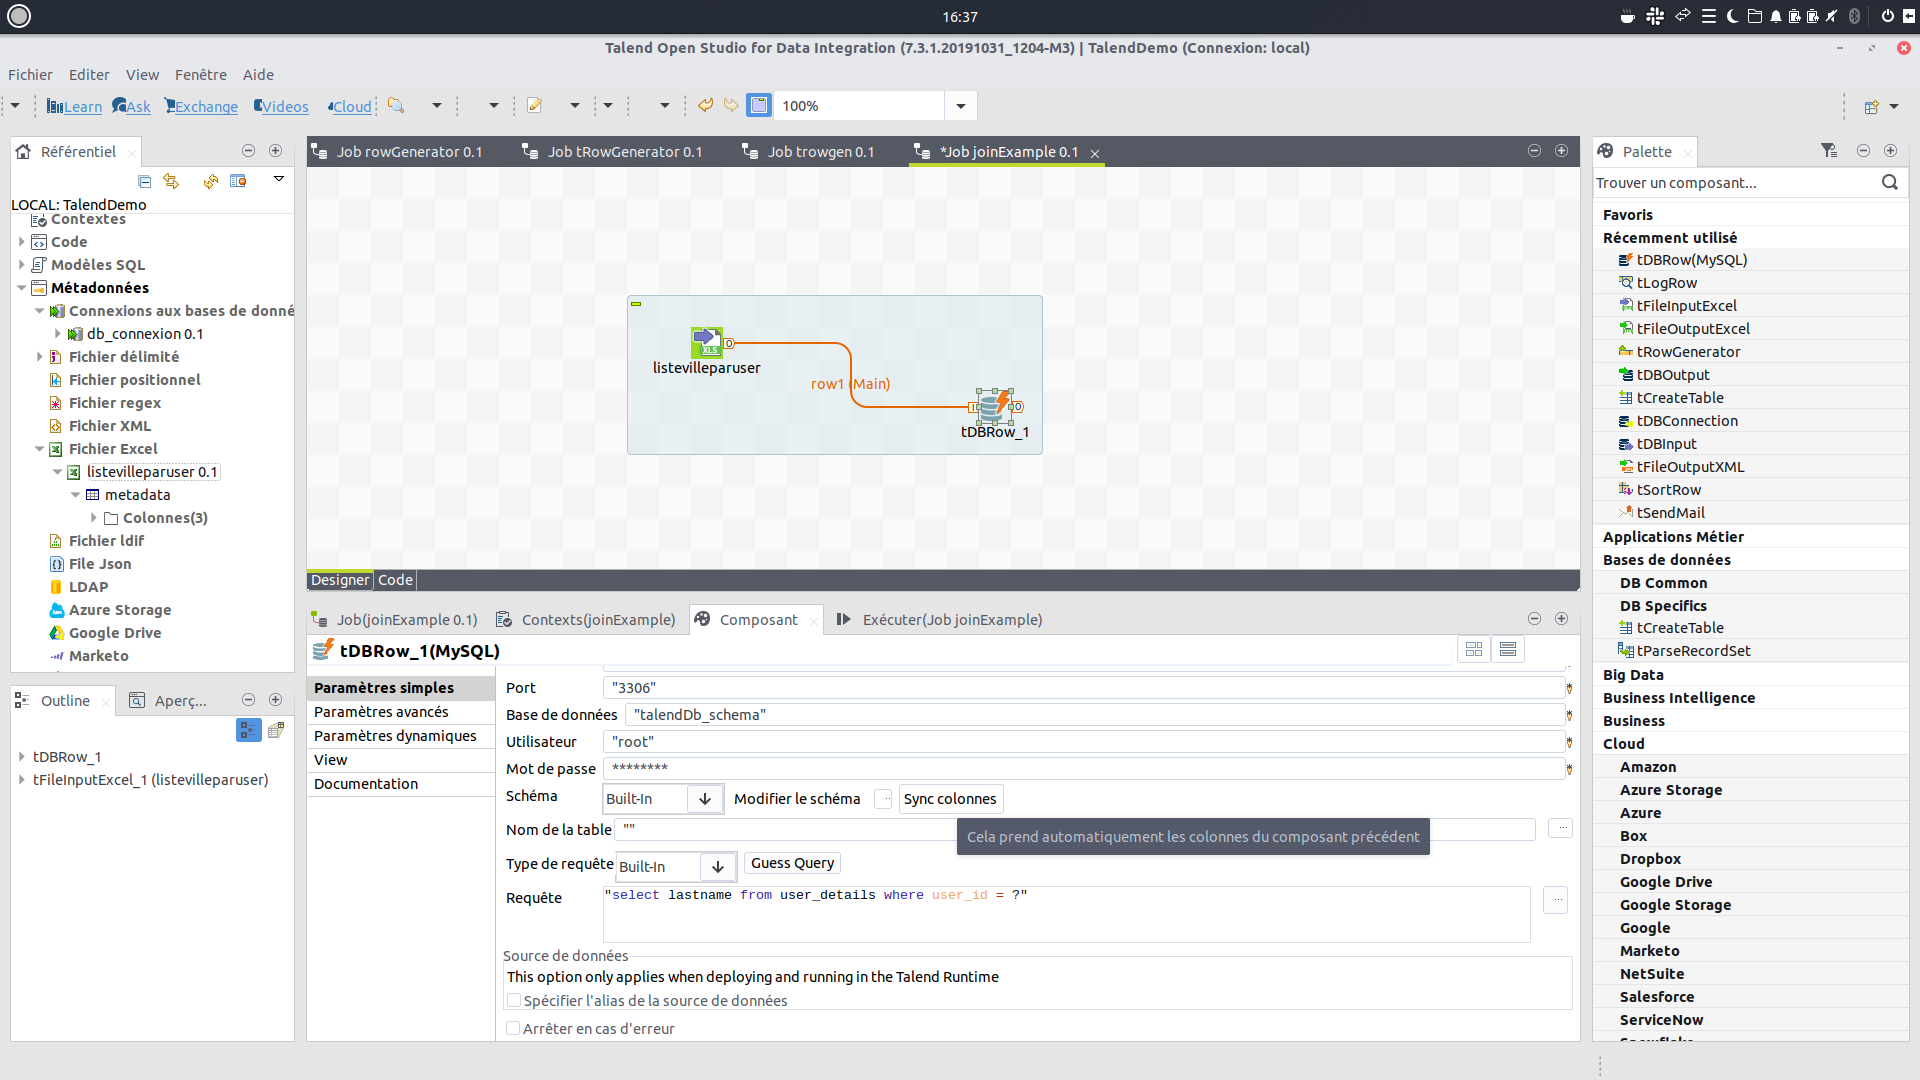 16:37
Talend Open Studio for Data Integration (7.3.1.20191031_1204-M3) | TalendDemo (Connexion: local)
Fichier Editer View Fenêtre Aide
Learn Ask Exchange Videos Cloud 100%
Référentiel
LOCAL: TalendDemo
Contextes
Code
Modèles SQL
Métadonnées
Connexions aux bases de donné
db_connexion 0.1
Fichier délimité
Fichier positionnel
Fichier regex
Fichier XML
Fichier Excel
listevilleparuser 0.1
metadata
Colonnes(3)
Fichier ldif
File Json
LDAP
Azure Storage
Google Drive
Marketo
Outline Aperç...
tDBRow_1
tFileInputExcel_1 (listevilleparuser)
Job rowGenerator 0.1 Job tRowGenerator 0.1 Job trowgen 0.1 *Job joinExample 0.1
XLS
O
listevilleparuser
row1 (Main)
I O
tDBRow_1
Designer Code
Job(joinExample 0.1) Contexts(joinExample) Composant Exécuter(Job joinExample)
tDBRow_1(MySQL)
Paramètres simples
Paramètres avancés
Paramètres dynamiques
View
Documentation
Port "3306"
Base de données "talendDb_schema"
Utilisateur "root"
Mot de passe ********
Schéma Built-In Modifier le schéma ... Sync colonnes
Nom de la table "" ...
Cela prend automatiquement les colonnes du composant précédent
Type de requête Built-In Guess Query
Requête "select lastname from user_details where user_id = ?" ...
Source de données
This option only applies when deploying and running in the Talend Runtime
Spécifier l'alias de la source de données
Arrêter en cas d'erreur
Palette
Trouver un composant...
Favoris
Récemment utilisé
tDBRow(MySQL)
tLogRow
tFileInputExcel
tFileOutputExcel
tRowGenerator
tDBOutput
tCreateTable
tDBConnection
tDBInput
tFileOutputXML
tSortRow
tSendMail
Applications Métier
Bases de données
DB Common
DB Specifics
tCreateTable
tParseRecordSet
Big Data
Business Intelligence
Business
Cloud
Amazon
Azure Storage
Azure
Box
Dropbox
Google Drive
Google Storage
Google
Marketo
NetSuite
Salesforce
ServiceNow